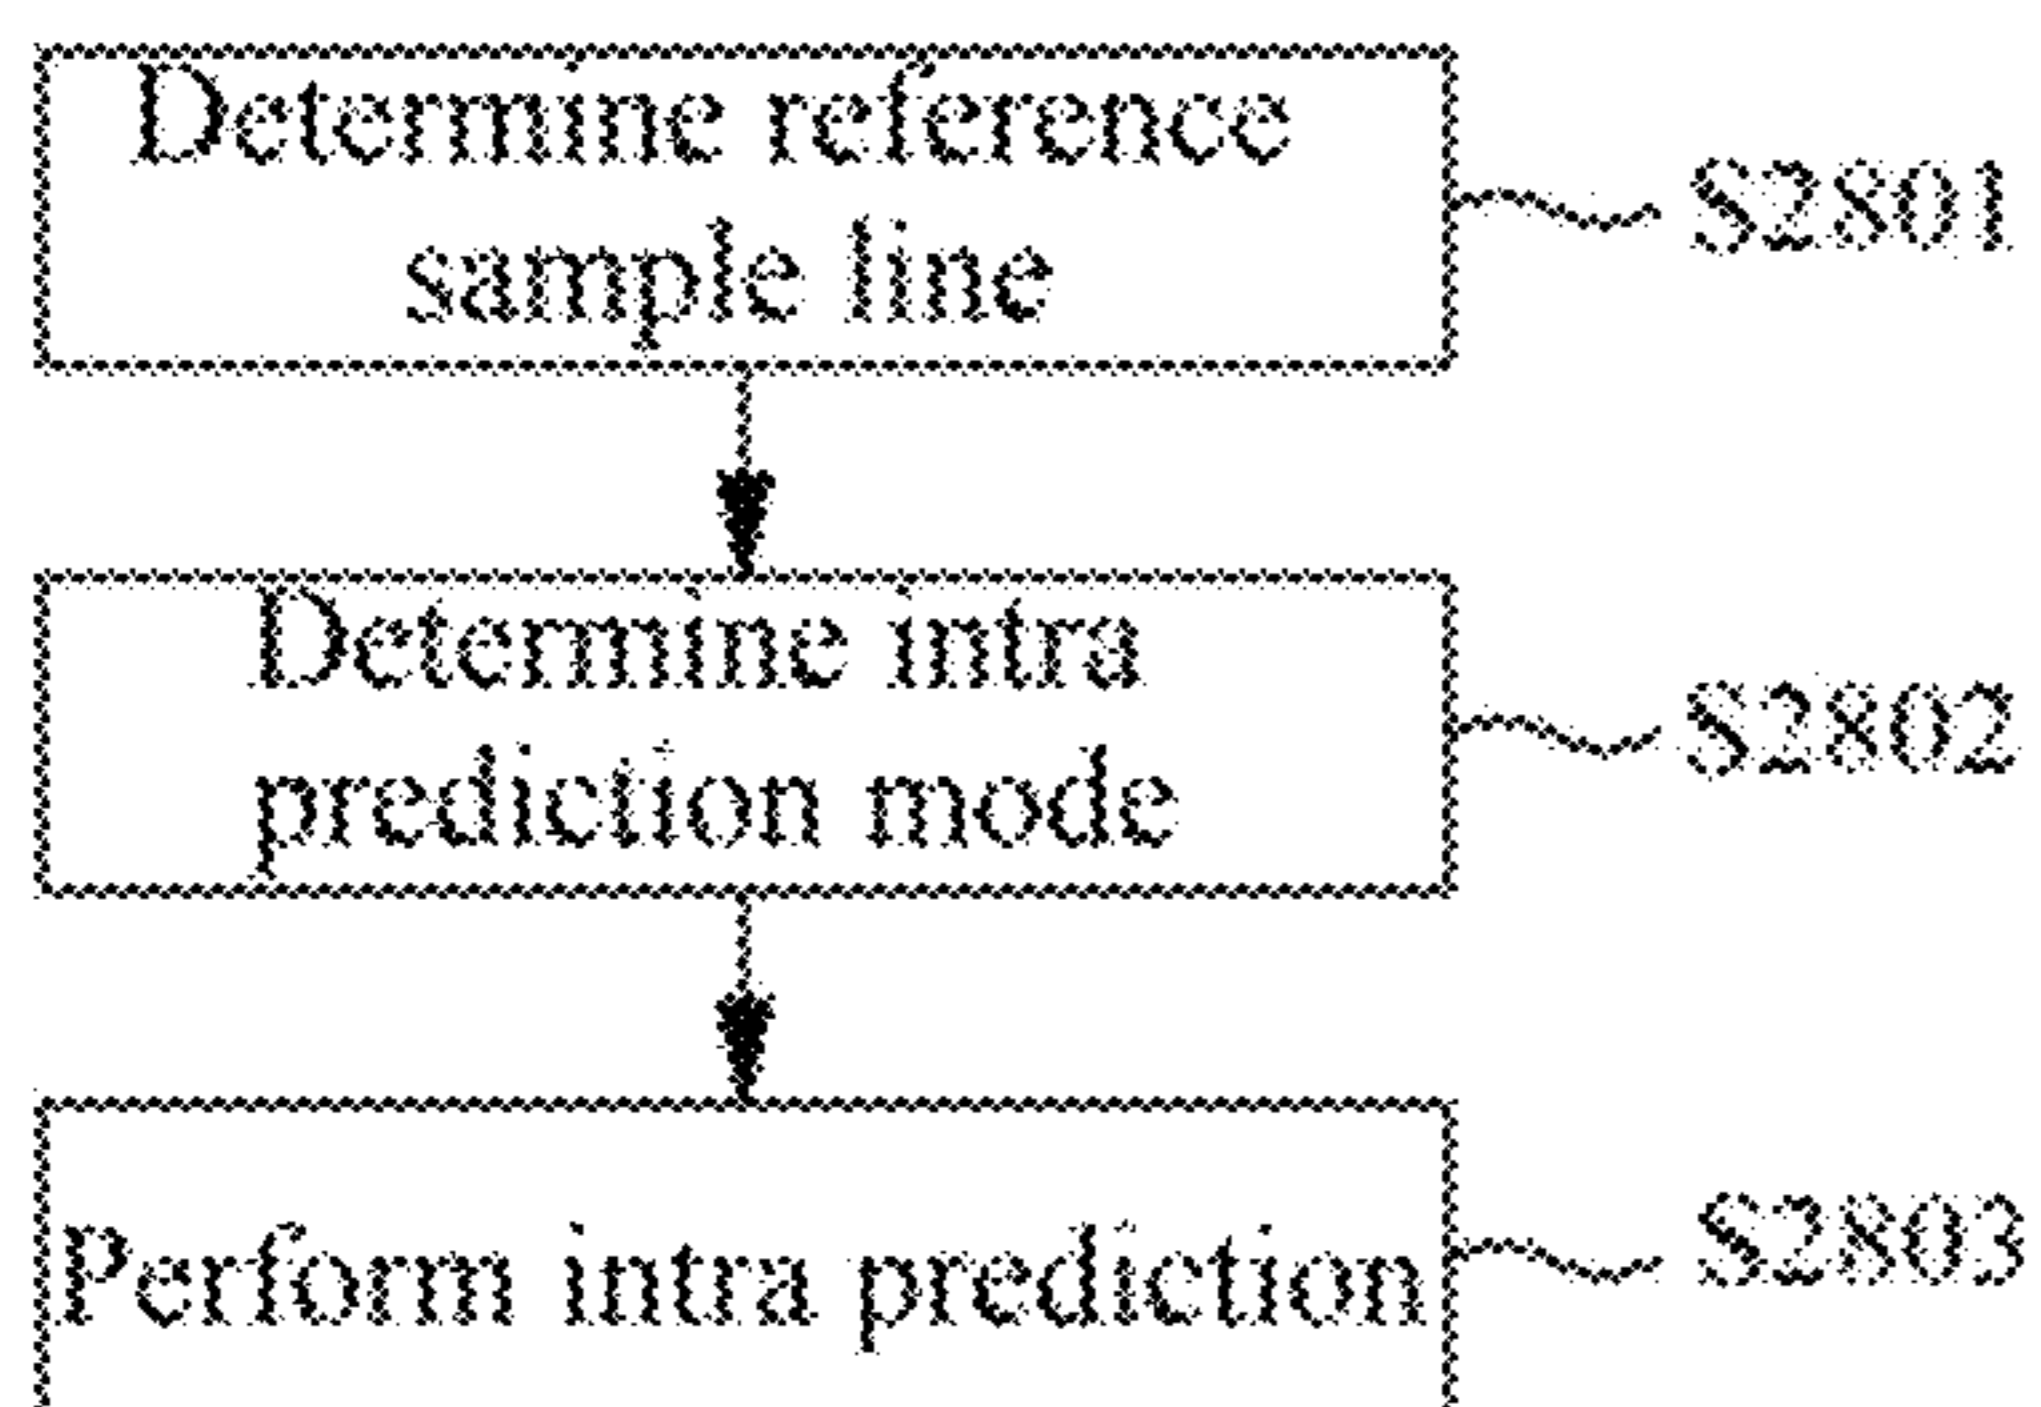 Determine reference
sample line
S2801
Determine intra
prediction mode
S2802
Perform intra prediction
S2803